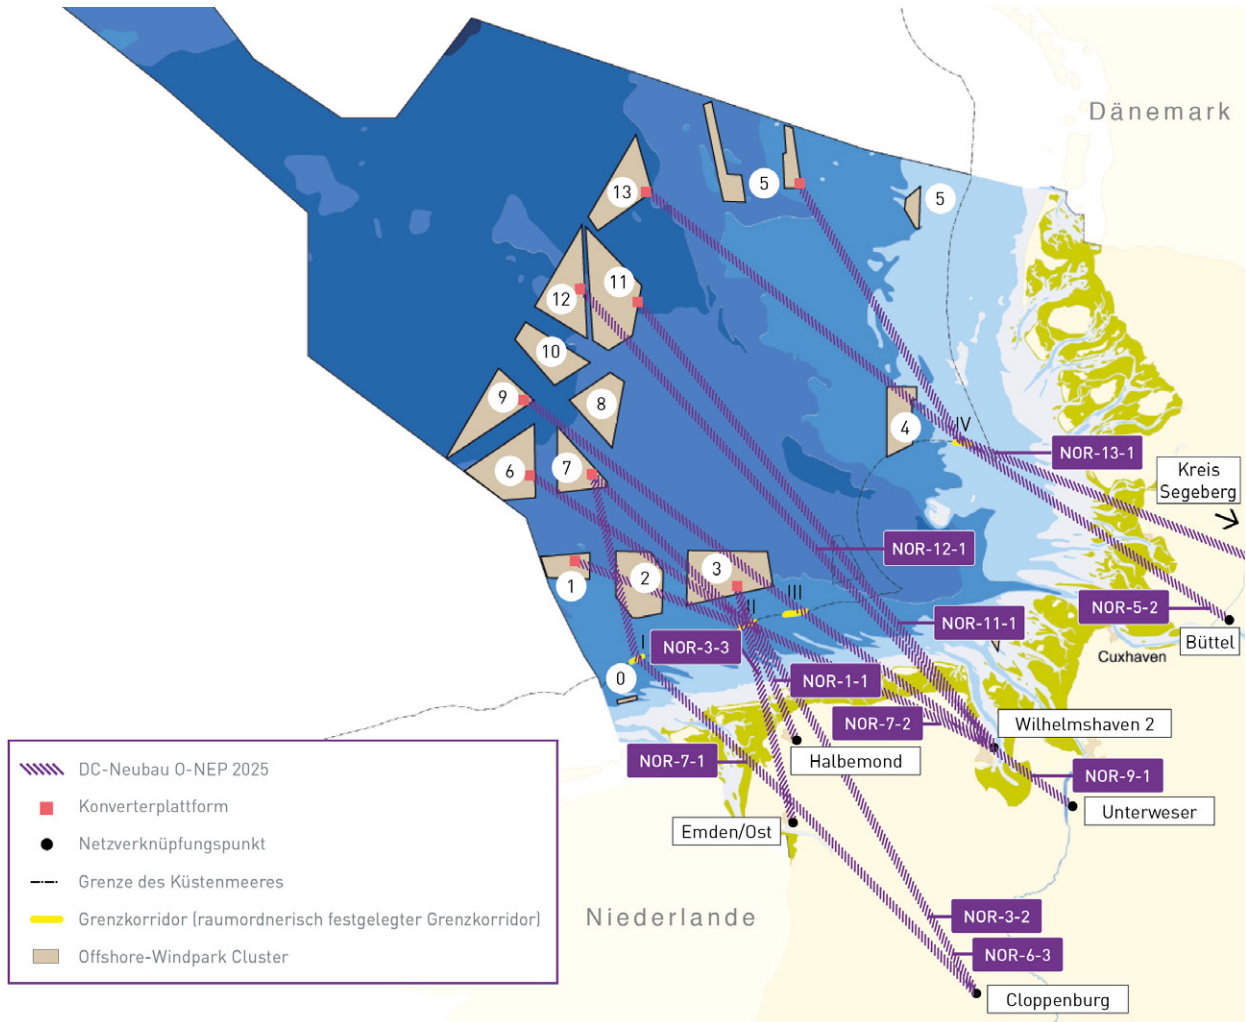 Dänemark
13
5
5
12
11
10
9
8
4
IV
NOR-13-1
Kreis
Segeberg
6
7
NOR-12-1
1
2
3
II
III
NOR-5-2
NOR-11-1
Büttel
Cuxhaven
I
NOR-3-3
0
NOR-1-1
NOR-7-2
Wilhelmshaven 2
NOR-7-1
Halbemond
NOR-9-1
Unterweser
Emden/Ost
DC-Neubau O-NEP 2025
Konverterplattform
Netzverknüpfungspunkt
Grenze des Küstenmeeres
Grenzkorridor (raumordnerisch festgelegter Grenzkorridor)
Offshore-Windpark Cluster
Niederlande
NOR-3-2
NOR-6-3
Cloppenburg